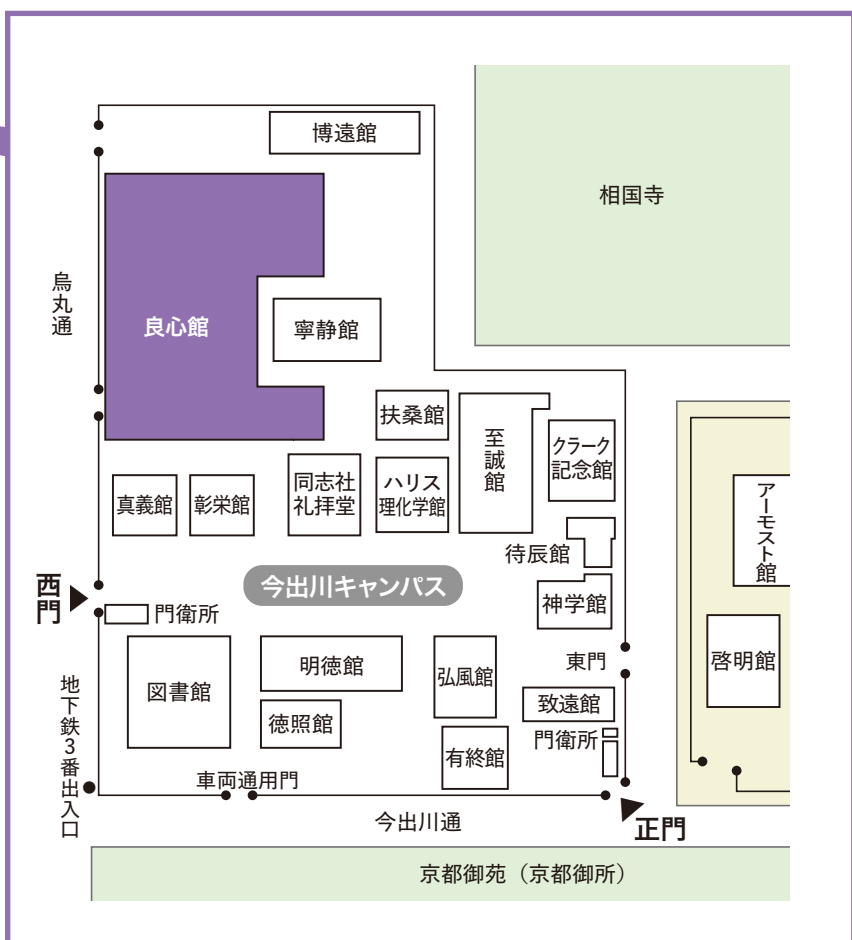 博遠館
相国寺
烏丸通
良心館
寧静館
扶桑館
至誠館
クラーク
記念館
真義館
彰栄館
同志社
礼拝堂
ハリス
理化学館
アーモスト館
待辰館
今出川キャンパス
西門
門衛所
神学館
啓明館
図書館
明徳館
弘風館
東門
徳照館
致遠館
門衛所
有終館
地下鉄3番出入口
車両通用門
今出川通
正門
京都御苑（京都御所）